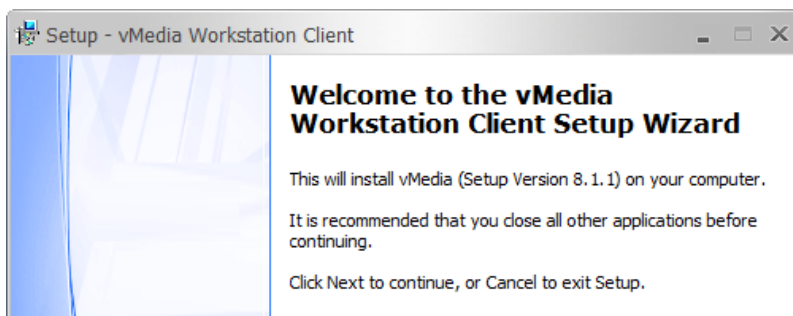 Setup - vMedia Workstation Client
Welcome to the vMedia
Workstation Client Setup Wizard
This will install vMedia (Setup Version 8.1.1) on your computer.
It is recommended that you close all other applications before
continuing.
Click Next to continue, or Cancel to exit Setup.